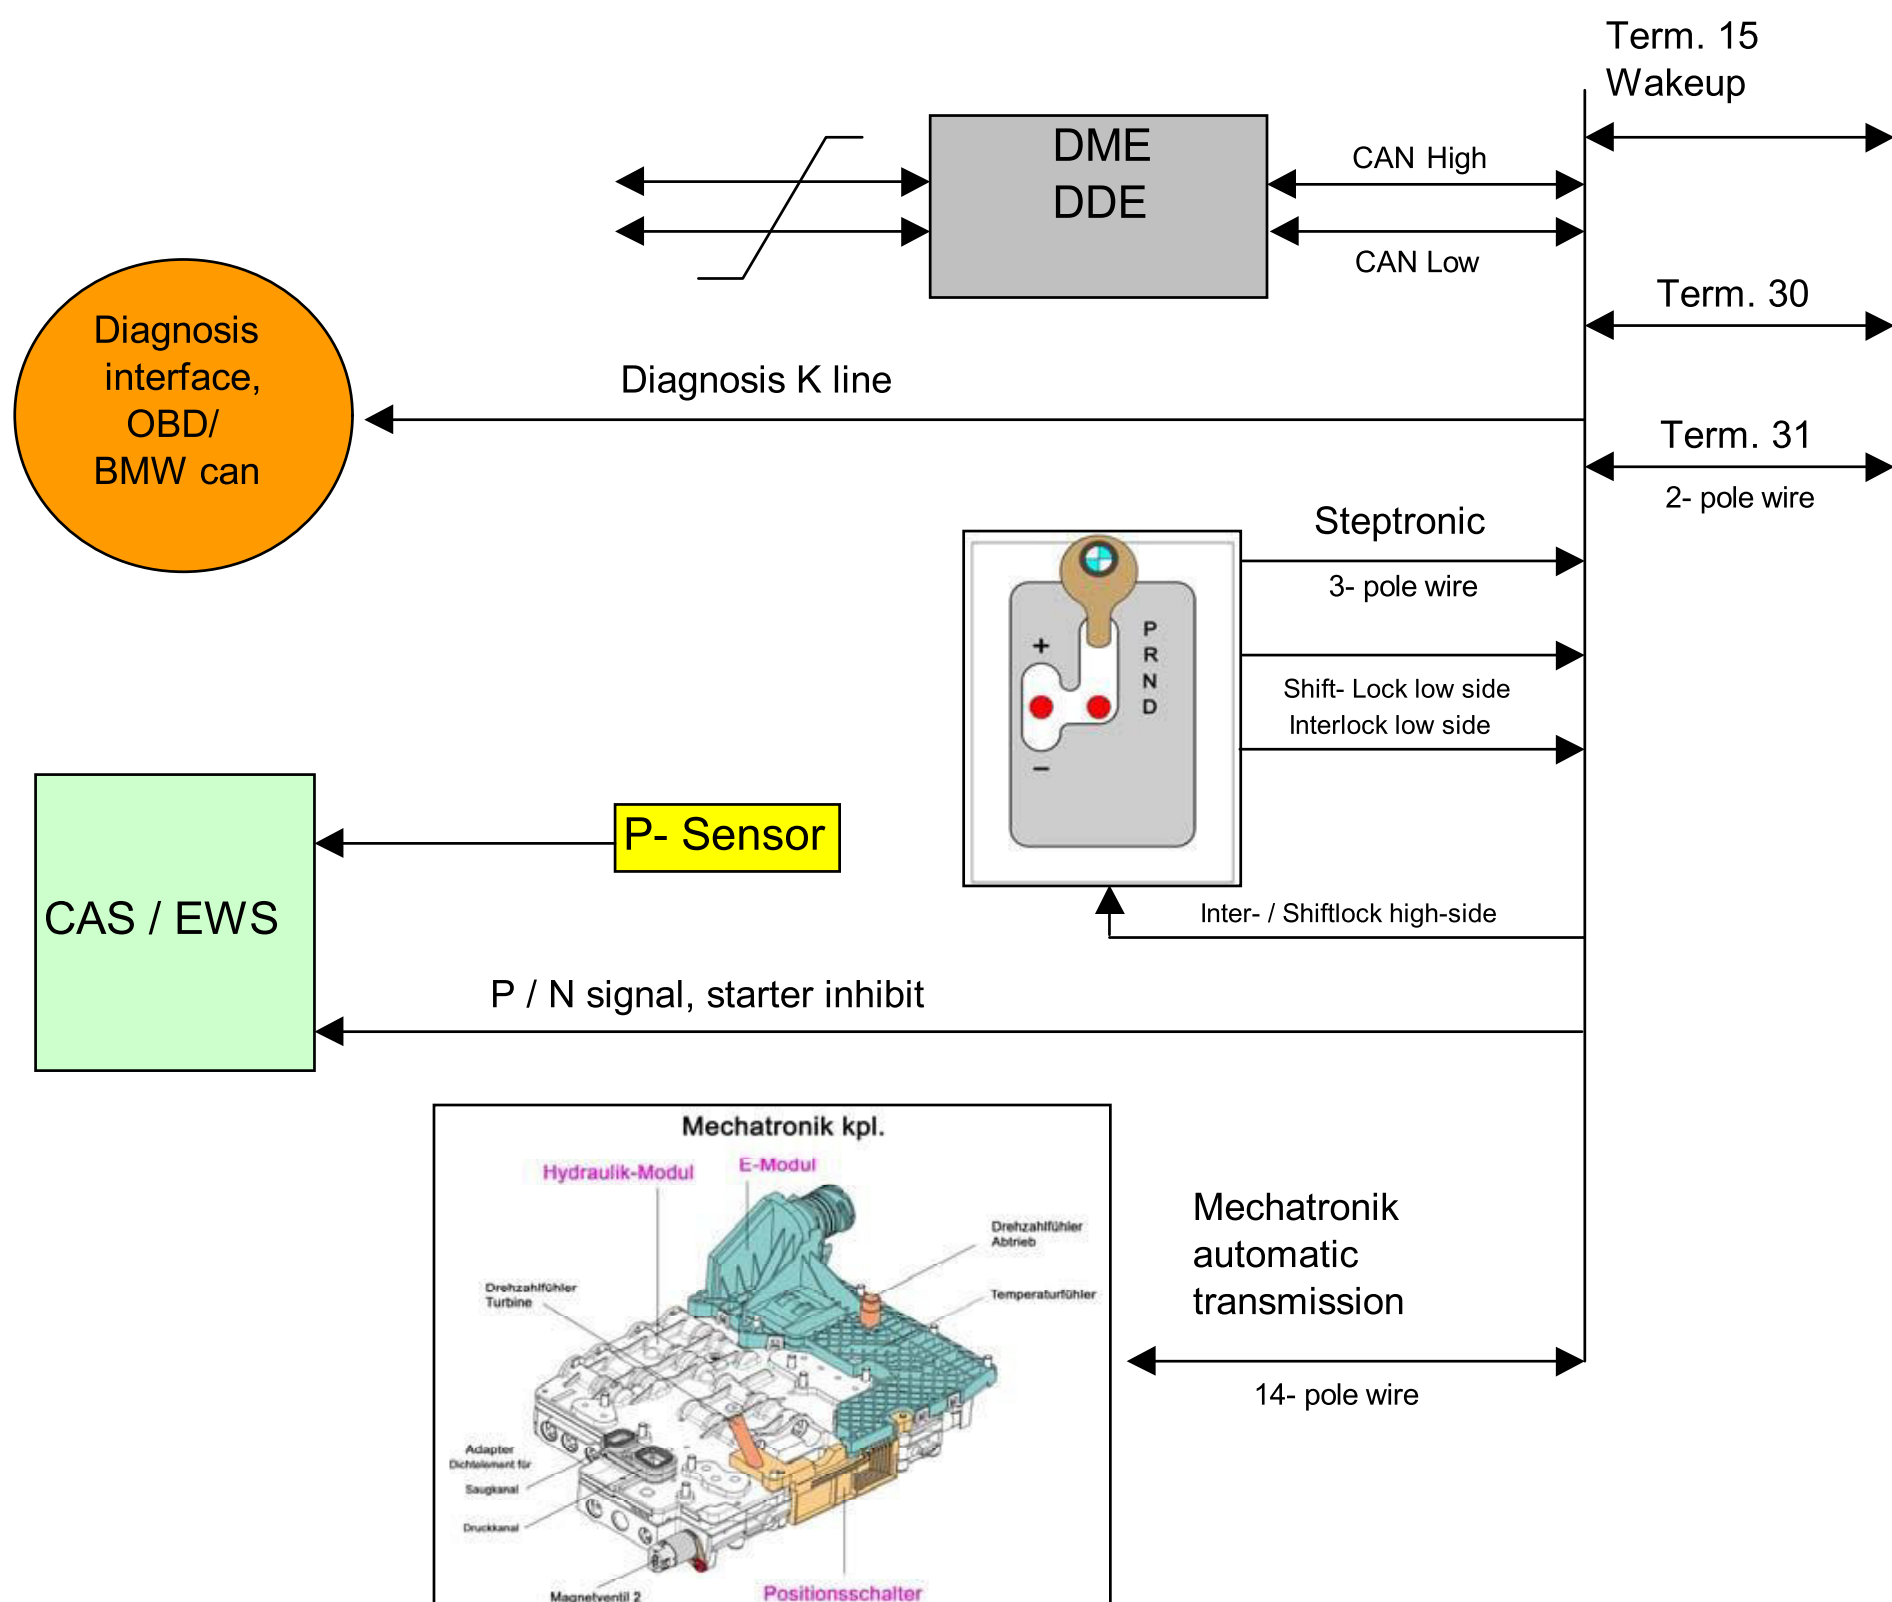 Term. 15
Wakeup
DME
DDE
CAN High
CAN Low
Term. 30
Diagnosis
interface,
OBD/
BMW can
Diagnosis K line
Term. 31
2- pole wire
Steptronic
3- pole wire
+
–
P
R
N
D
Shift- Lock low side
Interlock low side
P- Sensor
CAS / EWS
Inter- / Shiftlock high-side
P / N signal, starter inhibit
Mechatronik kpl.
Hydraulik-Modul
E-Modul
Drehzahlfühler
Abtrieb
Drehzahlfühler
Turbine
Temperaturfühler
Adapter
Dichtelement für
Saugkanal
Druckkanal
Magnetventil 2
Positionsschalter
Mechatronik
automatic
transmission
14- pole wire